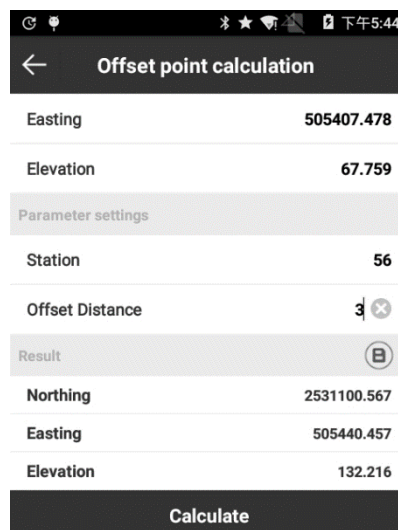 下午5:44
Offset point calculation
Easting 505407.478
Elevation 67.759
Parameter settings
Station 56
Offset Distance 3
Result
Northing 2531100.567
Easting 505440.457
Elevation 132.216
Calculate